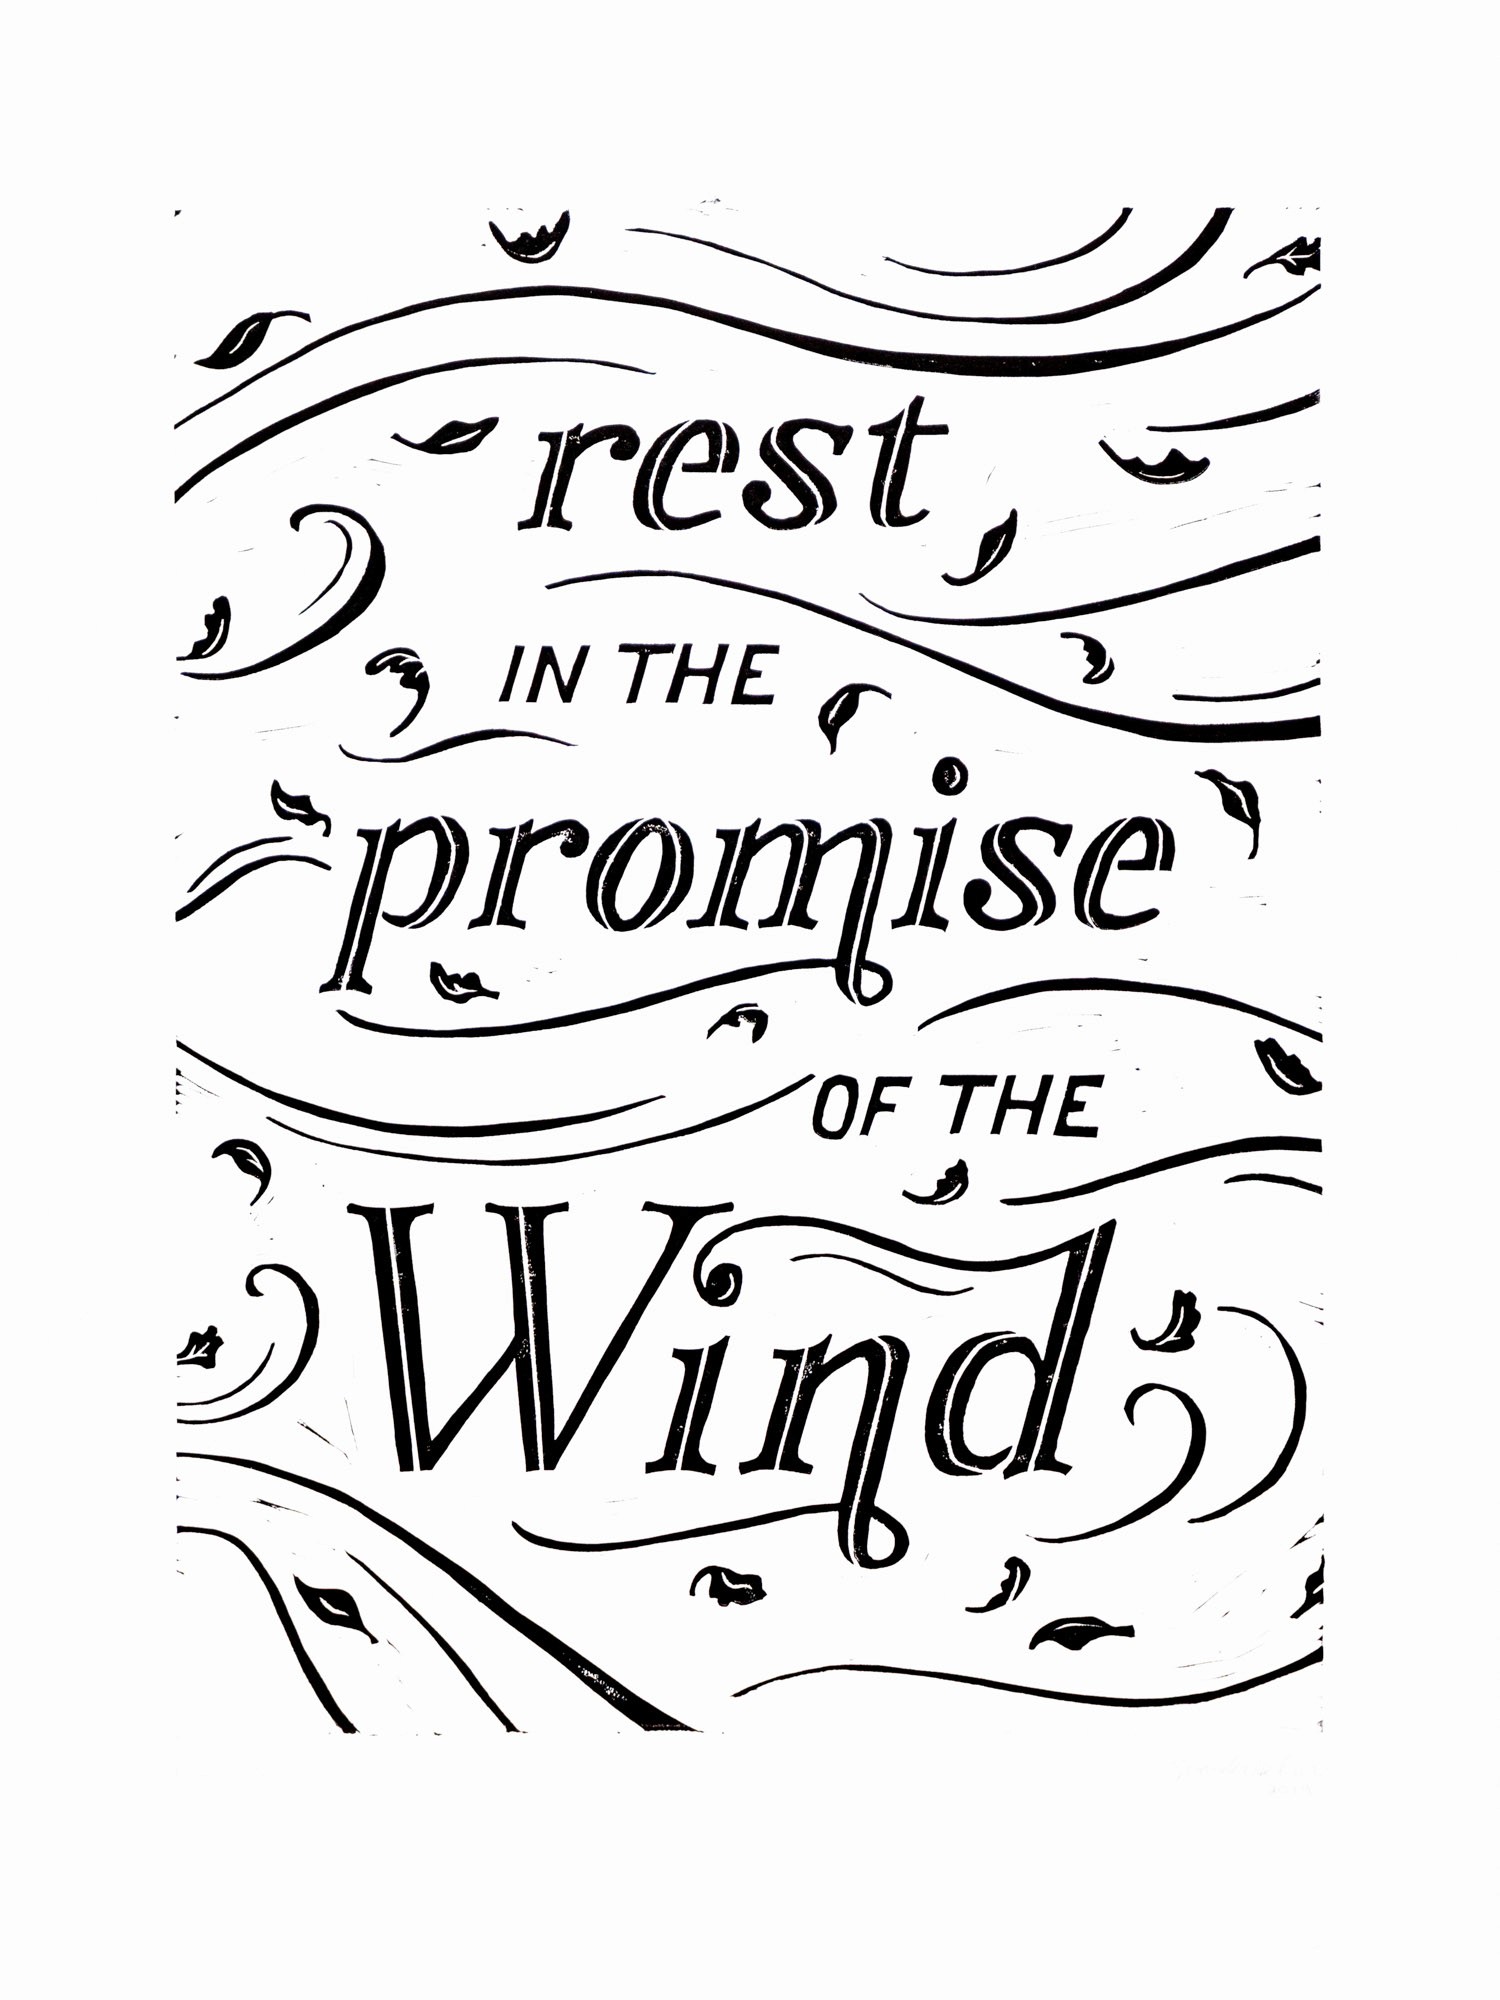 rest
IN THE
promise
OF THE
Wind